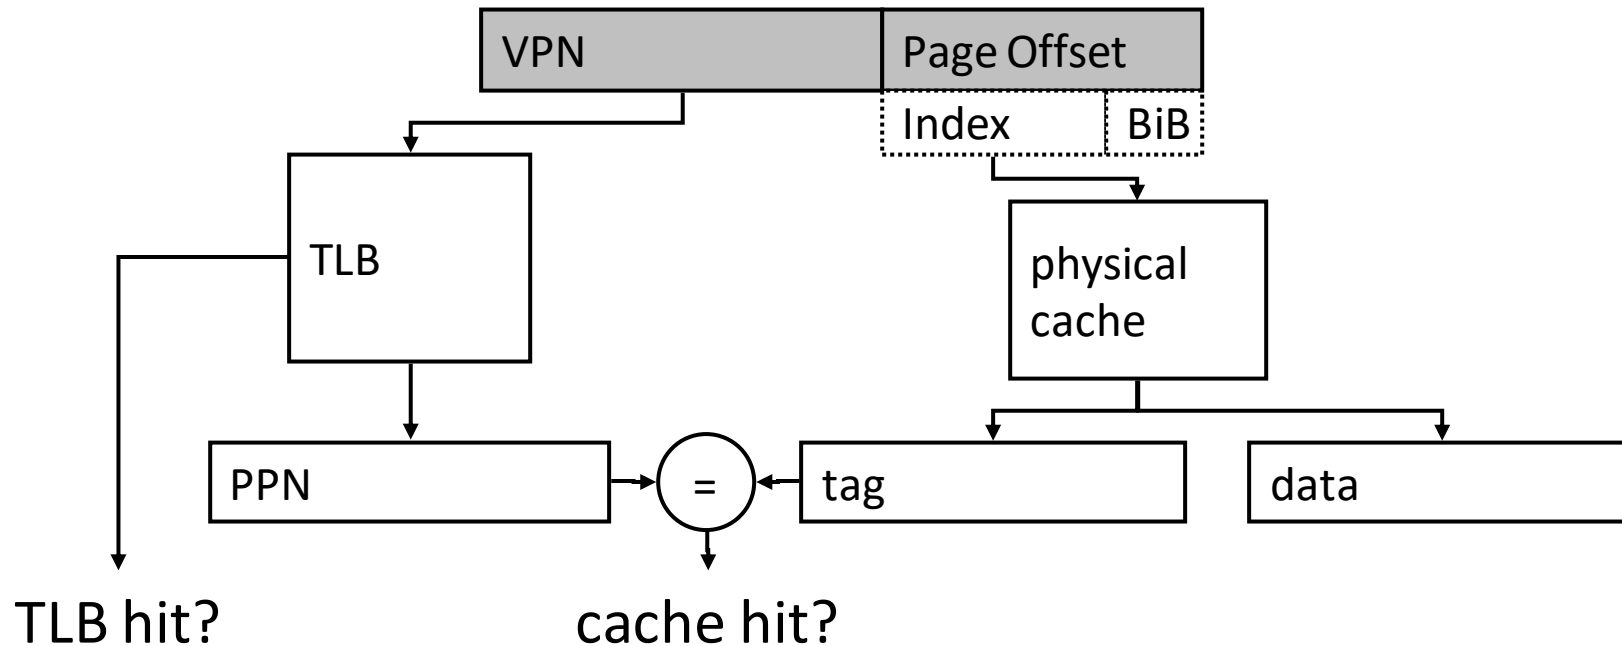 VPN
Page Offset
Index
BiB
TLB
physical
cache
PPN
=
tag
data
TLB hit?
cache hit?